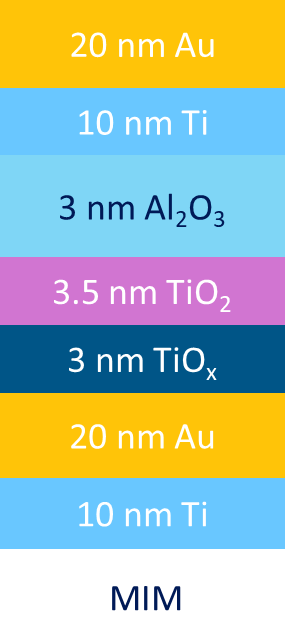 20 nm Au
10 nm Ti
3 nm Al₂O₃
3.5 nm TiO₂
3 nm TiOₓ
20 nm Au
10 nm Ti
MIM